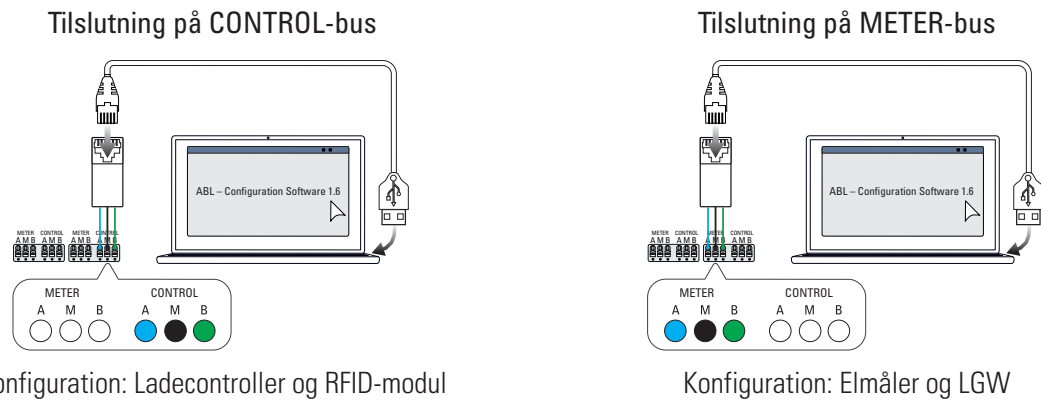 Tilslutning på CONTROL-bus
ABL – Configuration Software 1.6
METER CONTROL METER CONTROL
A M B A M B A M B A M B
METER CONTROL
A M B A M B
onfiguration: Ladecontroller og RFID-modul
Tilslutning på METER-bus
ABL – Configuration Software 1.6
METER CONTROL METER CONTROL
A M B A M B A M B A M B
METER CONTROL
A M B A M B
Konfiguration: Elmåler og LGW